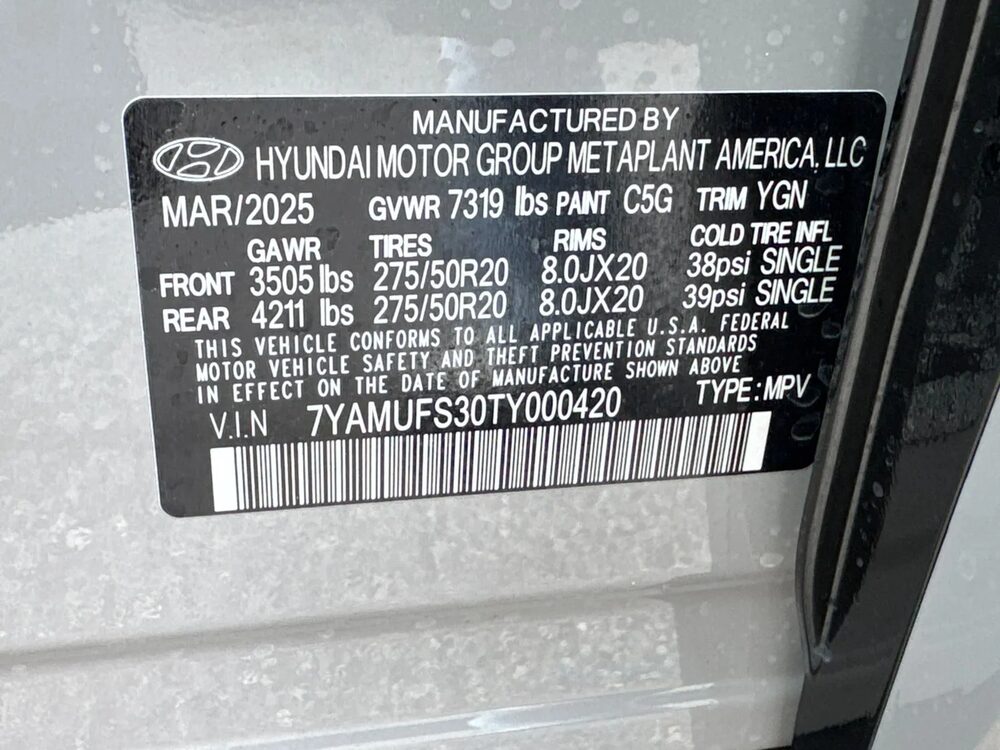 MANUFACTURED BY
HYUNDAI MOTOR GROUP METAPLANT AMERICA, LLC
MAR/2025 GVWR 7319 lbs PAINT C5G TRIM YGN
GAWR TIRES RIMS COLD TIRE INFL
FRONT 3505 lbs 275/50R20 8.0JX20 38psi SINGLE
REAR 4211 lbs 275/50R20 8.0JX20 39psi SINGLE
THIS VEHICLE CONFORMS TO ALL APPLICABLE U.S.A. FEDERAL
MOTOR VEHICLE SAFETY AND THEFT PREVENTION STANDARDS
IN EFFECT ON THE DATE OF MANUFACTURE SHOWN ABOVE
V.I.N 7YAMUFS30TY000420 TYPE:MPV